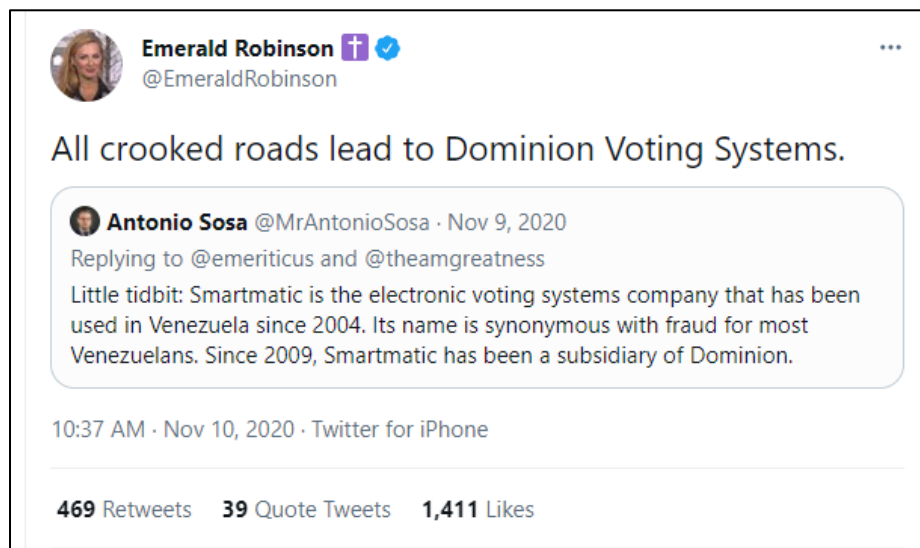 Emerald Robinson ✝️
@EmeraldRobinson
All crooked roads lead to Dominion Voting Systems.
Antonio Sosa @MrAntonioSosa · Nov 9, 2020
Replying to @emeriticus and @theamgreatness
Little tidbit: Smartmatic is the electronic voting systems company that has been
used in Venezuela since 2004. Its name is synonymous with fraud for most
Venezuelans. Since 2009, Smartmatic has been a subsidiary of Dominion.
10:37 AM · Nov 10, 2020 · Twitter for iPhone
469 Retweets 39 Quote Tweets 1,411 Likes